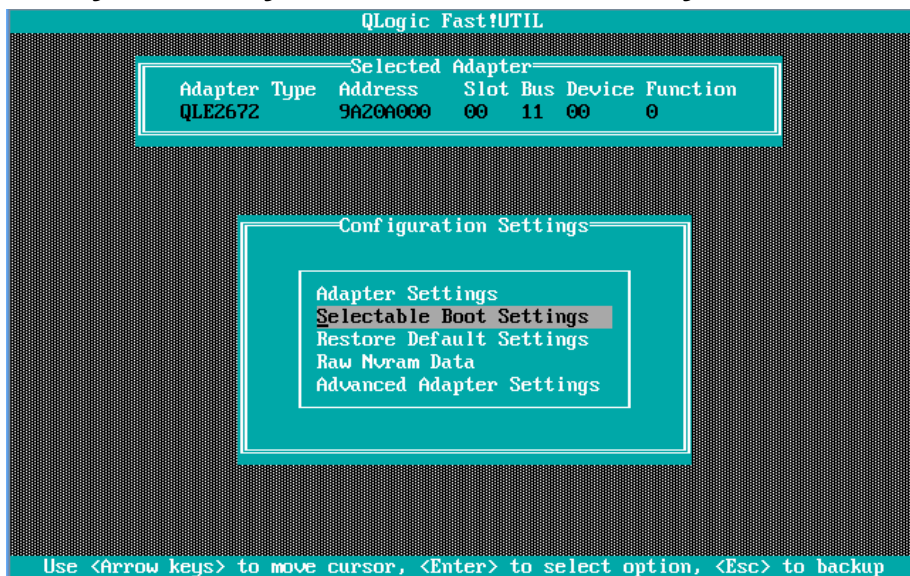 QLogic Fast!UTIL
Selected Adapter
Adapter Type Address Slot Bus Device Function
QLE2672 9A20A000 00 11 00 0
Configuration Settings
Adapter Settings
Selectable Boot Settings
Restore Default Settings
Raw Nvram Data
Advanced Adapter Settings
Use <Arrow keys> to move cursor, <Enter> to select option, <Esc> to backup